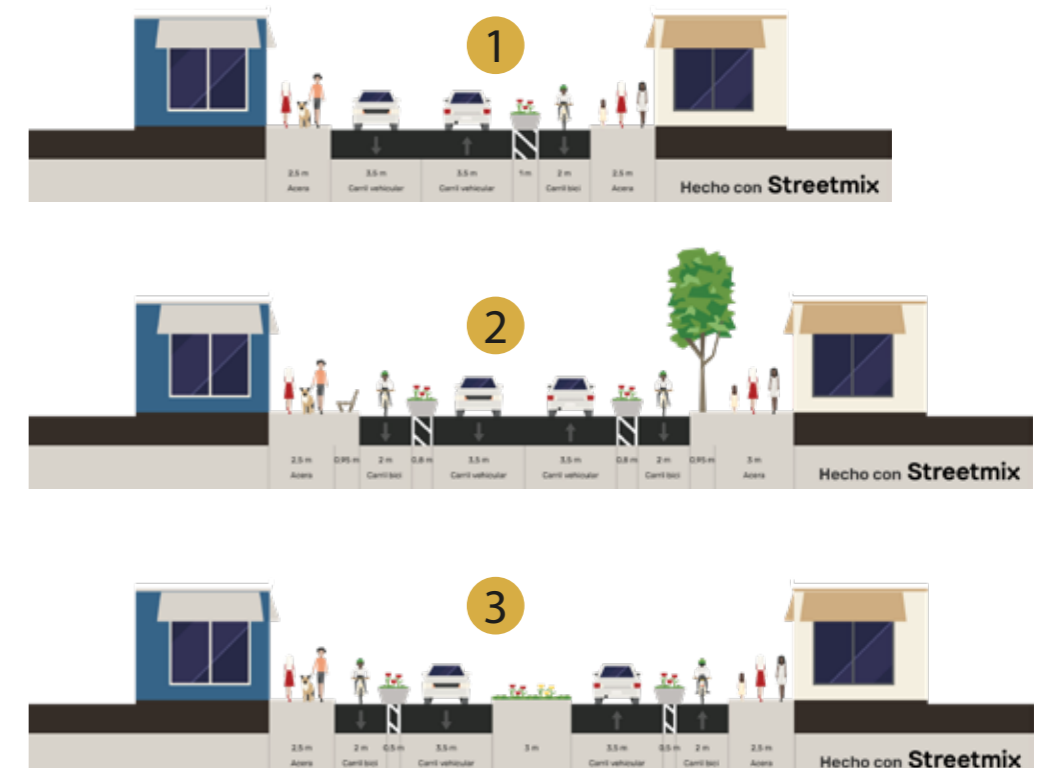 1
2.5 m 3.5 m 3.5 m 1 m 2 m 2.5 m
Acera Carril vehicular Carril vehicular Carril bici Acera
Hecho con Streetmix
2
2.5 m 0.95 m 2 m 0.8 m 3.5 m 3.5 m 0.8 m 2 m 0.95 m 3 m
Acera Carril bici Carril vehicular Carril vehicular Carril bici Acera
Hecho con Streetmix
3
2.5 m 2 m 0.5 m 3.5 m 3 m 3.5 m 0.5 m 2 m 2.5 m
Acera Carril bici Carril vehicular Carril vehicular Carril bici Acera
Hecho con Streetmix